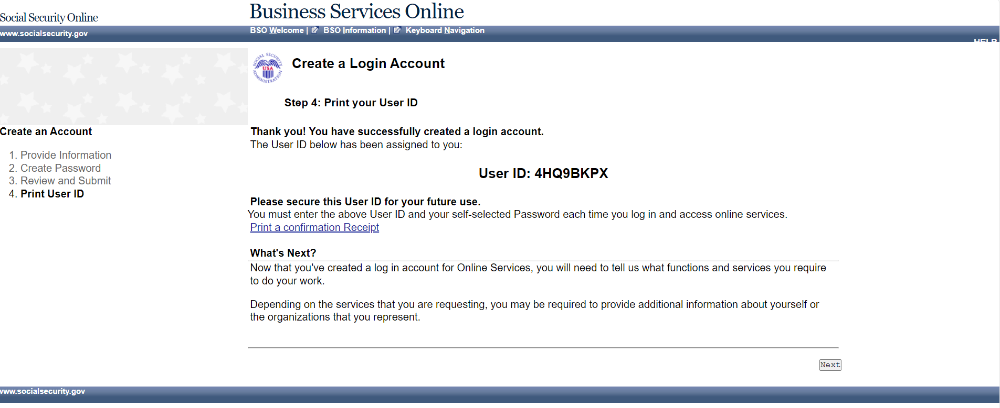 Social Security Online
Business Services Online
www.socialsecurity.gov
BSO Welcome | BSO Information | Keyboard Navigation
HELP
SOCIAL SECURITY ADMINISTRATION
USA
Create a Login Account
Step 4: Print your User ID
Create an Account
1. Provide Information
2. Create Password
3. Review and Submit
4. Print User ID
Thank you! You have successfully created a login account.
The User ID below has been assigned to you:
User ID: 4HQ9BKPX
Please secure this User ID for your future use.
You must enter the above User ID and your self-selected Password each time you log in and access online services.
Print a confirmation Receipt
What's Next?
Now that you've created a log in account for Online Services, you will need to tell us what functions and services you require
to do your work.
Depending on the services that you are requesting, you may be required to provide additional information about yourself or
the organizations that you represent.
Next
www.socialsecurity.gov